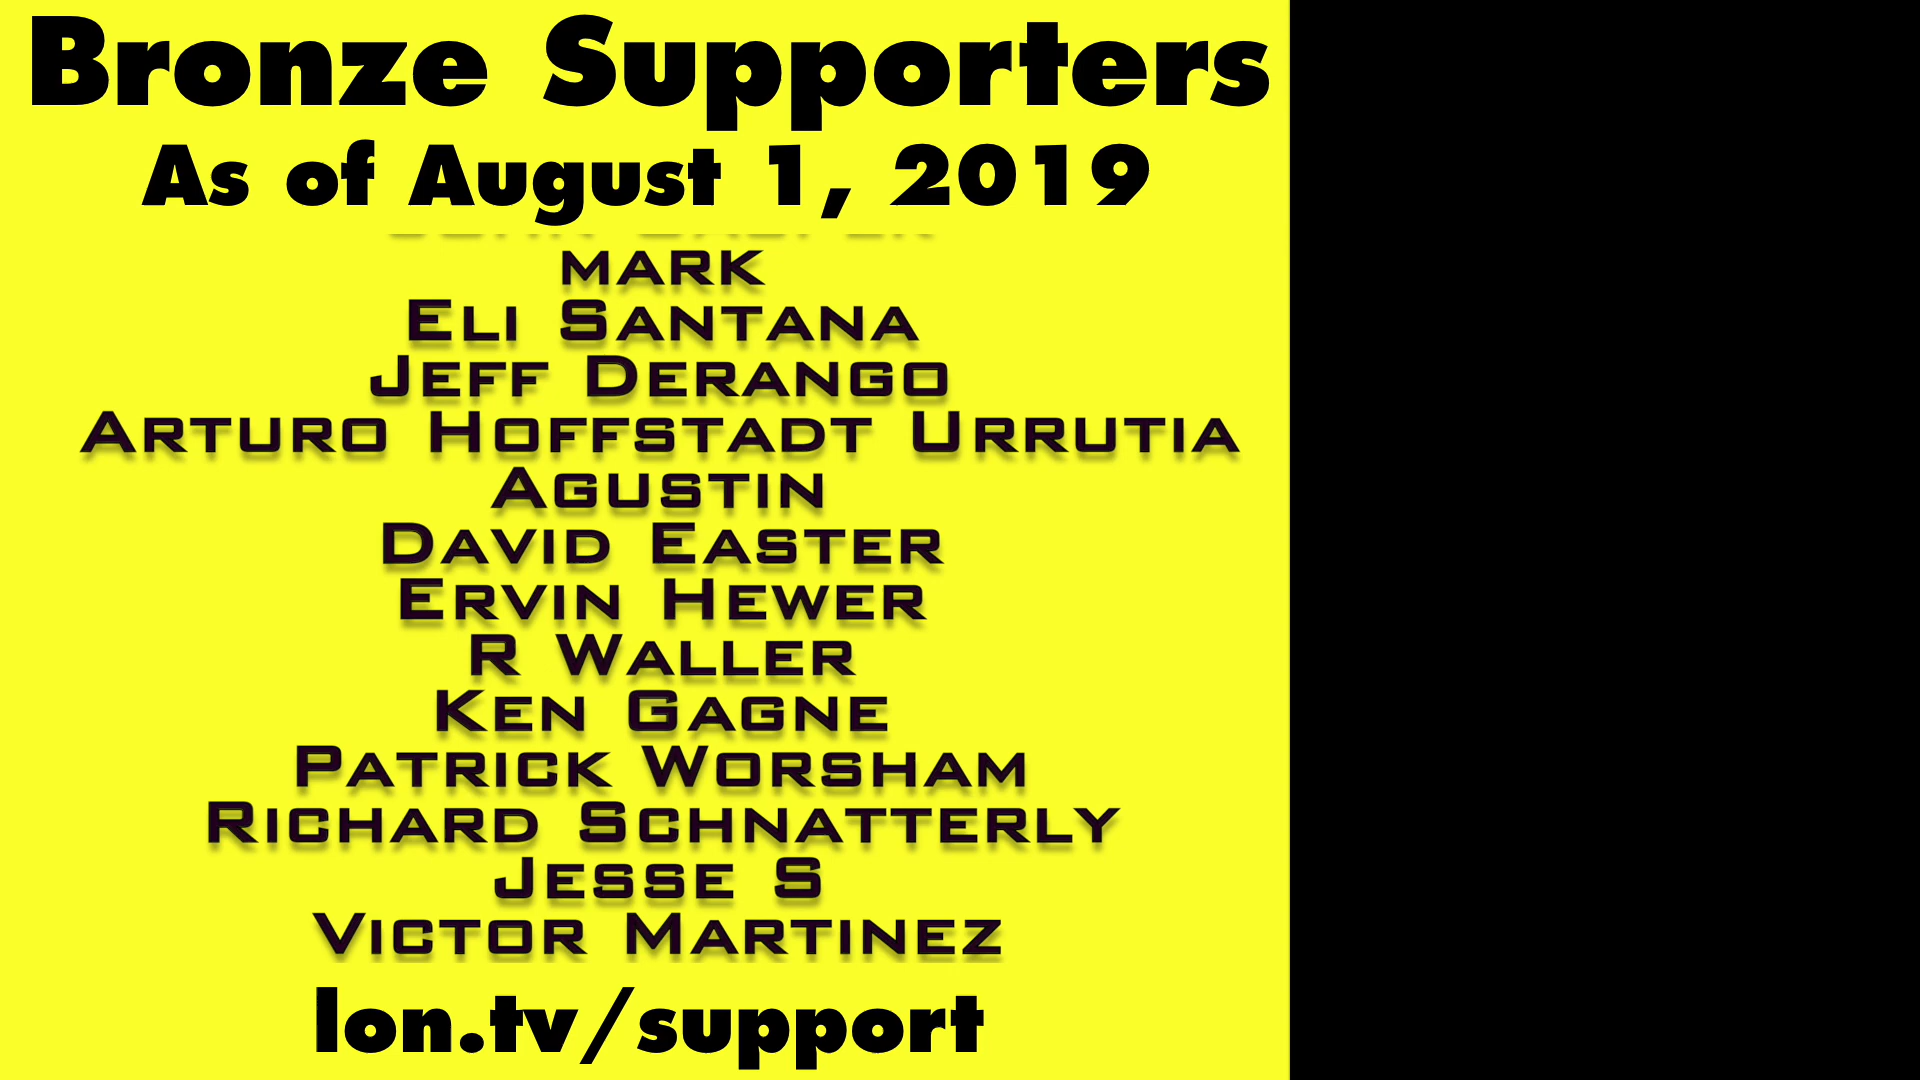 Bronze Supporters
As of August 1, 2019
mark
Eli Santana
Jeff Derango
Arturo Hoffstadt Urrutia
Agustin
David Easter
Ervin Hewer
R Waller
Ken Gagne
Patrick Worsham
Richard Schnatterly
Jesse S
Victor Martinez
lon.tv/support